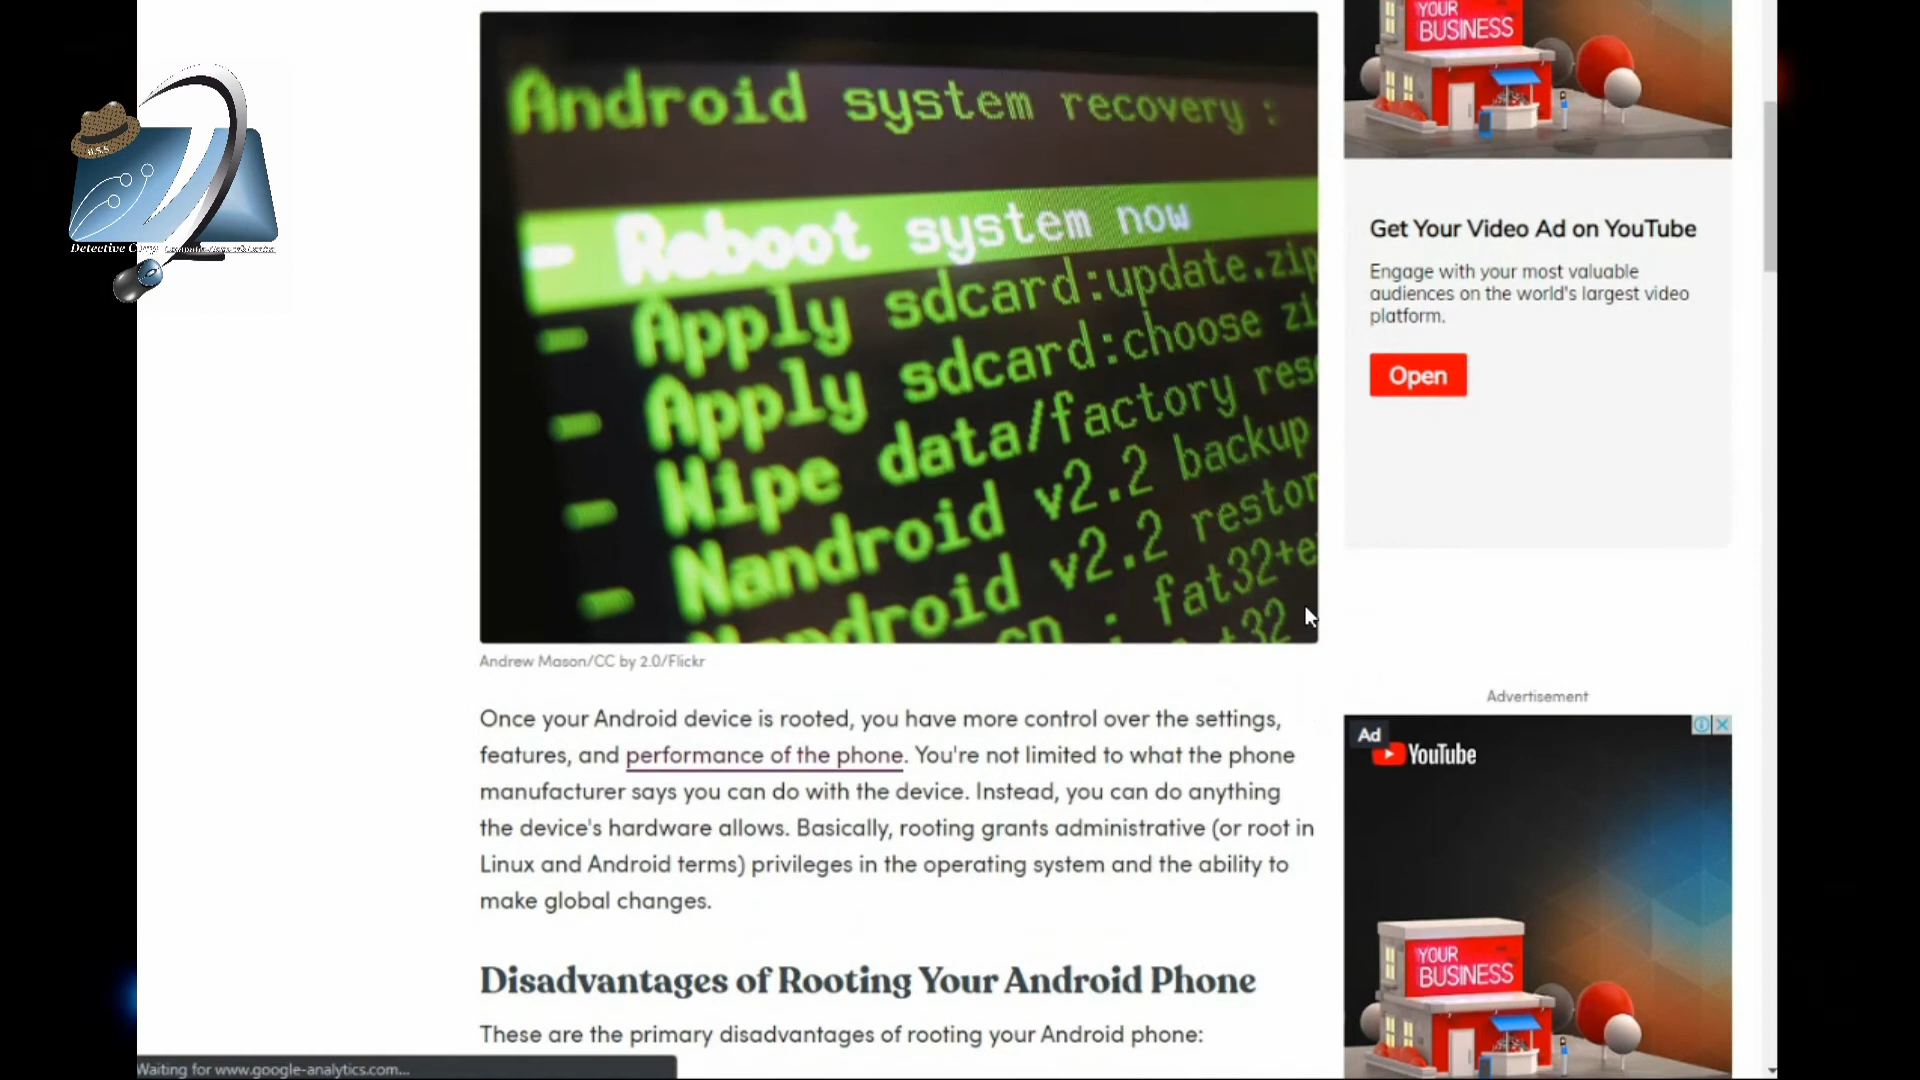 Android system recovery :
- Reboot system now
- Apply sdcard:update.zip
- Apply sdcard:choose zi
- Wipe data/factory res
- Nandroid v2.2 backup
Nandroid v2.2 restor
: fat32+e
Andrew Mason/CC by 2.0/Flickr
Once your Android device is rooted, you have more control over the settings,
features, and performance of the phone. You're not limited to what the phone
manufacturer says you can do with the device. Instead, you can do anything
the device's hardware allows. Basically, rooting grants administrative (or root in
Linux and Android terms) privileges in the operating system and the ability to
make global changes.
Disadvantages of Rooting Your Android Phone
These are the primary disadvantages of rooting your Android phone:
YOUR
BUSINESS
Get Your Video Ad on YouTube
Engage with your most valuable
audiences on the world's largest video
platform.
Open
Advertisement
Ad
YouTube
YOUR
BUSINESS
H.S.S
Detective
Waiting for www.google-analytics.com...